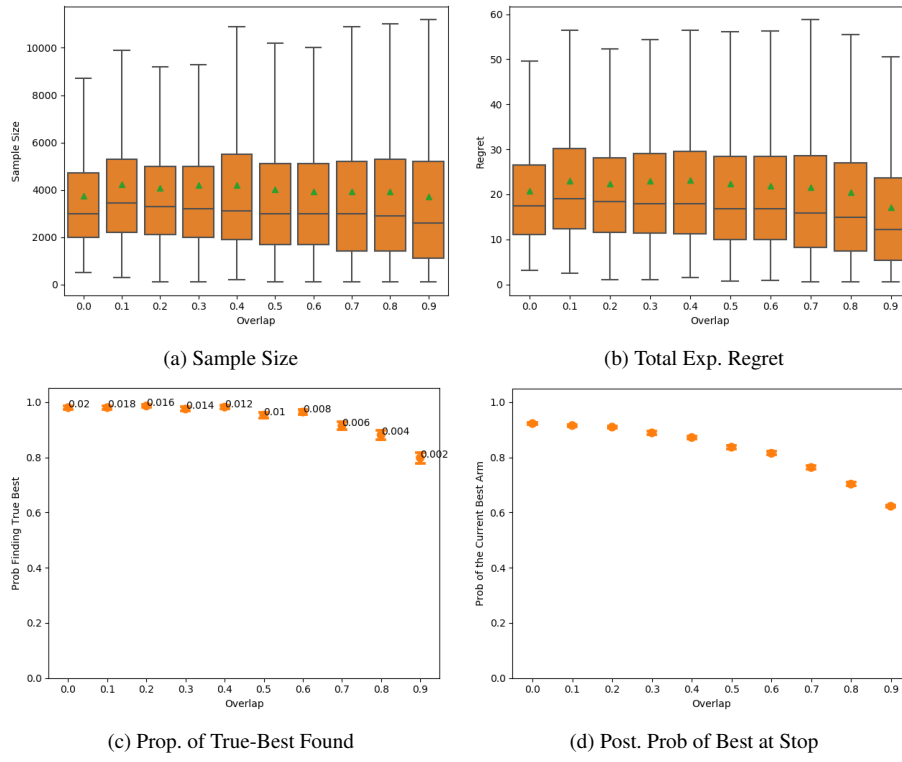 10000
8000
6000
4000
2000
0
Sample Size
0.0 0.1 0.2 0.3 0.4 0.5 0.6 0.7 0.8 0.9
Overlap
(a) Sample Size
60
50
40
30
20
10
0
Regret
0.0 0.1 0.2 0.3 0.4 0.5 0.6 0.7 0.8 0.9
Overlap
(b) Total Exp. Regret
1.0
0.8
0.6
0.4
0.2
0.0
Prob Finding True Best
0.02 0.018 0.016 0.014 0.012 0.01 0.008 0.006 0.004 0.002
0.0 0.1 0.2 0.3 0.4 0.5 0.6 0.7 0.8 0.9
Overlap
(c) Prop. of True-Best Found
1.0
0.8
0.6
0.4
0.2
0.0
Prob of the Current Best Arm
0.0 0.1 0.2 0.3 0.4 0.5 0.6 0.7 0.8 0.9
Overlap
(d) Post. Prob of Best at Stop